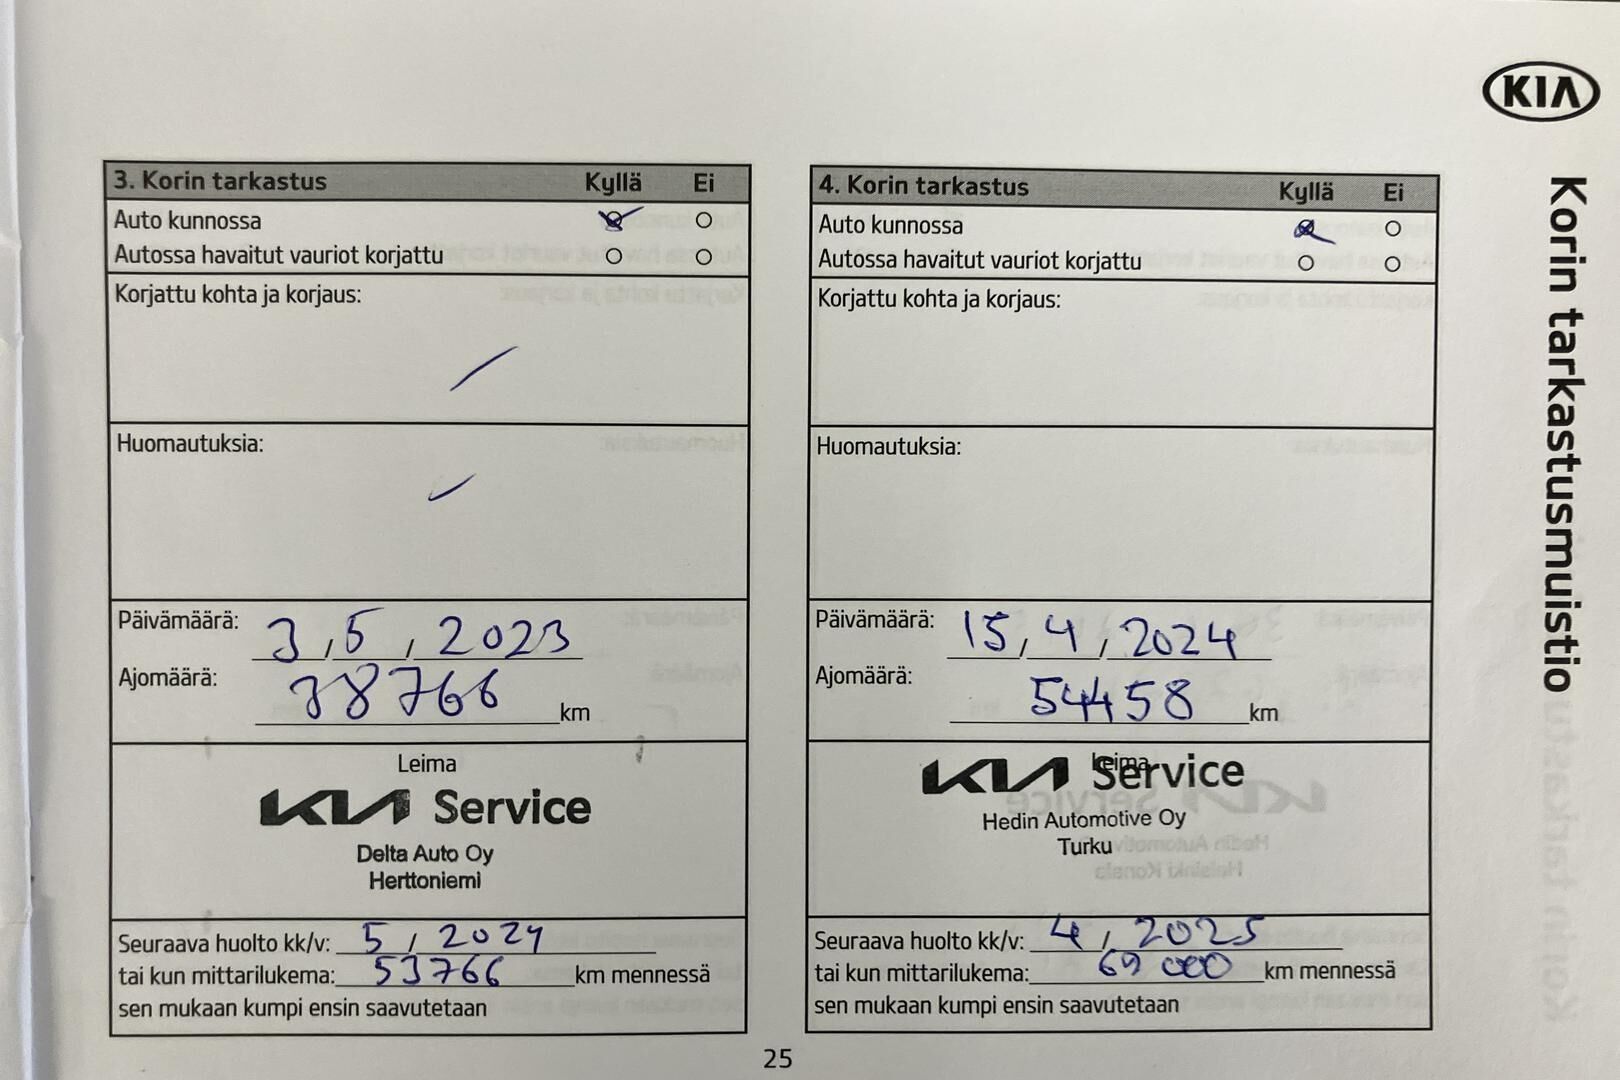 KIA
Korin tarkastusmuistio
3. Korin tarkastus Kyllä Ei
Auto kunnossa
Autossa havaitut vauriot korjattu
Korjattu kohta ja korjaus:
Huomautuksia:
Päivämäärä: 3, 5, 2023
Ajomäärä: 38766 km
Leima
KIA Service
Delta Auto Oy
Herttoniemi
Seuraava huolto kk/v: 5, 2024
tai kun mittarilukema: 53766 km mennessä
sen mukaan kumpi ensin saavutetaan
4. Korin tarkastus Kyllä Ei
Auto kunnossa
Autossa havaitut vauriot korjattu
Korjattu kohta ja korjaus:
Huomautuksia:
Päivämäärä: 15, 4, 2024
Ajomäärä: 54458 km
Leima
KIA Service
Hedin Automotive Oy
Turku
Seuraava huolto kk/v: 4, 2025
tai kun mittarilukema: 69 000 km mennessä
sen mukaan kumpi ensin saavutetaan
25